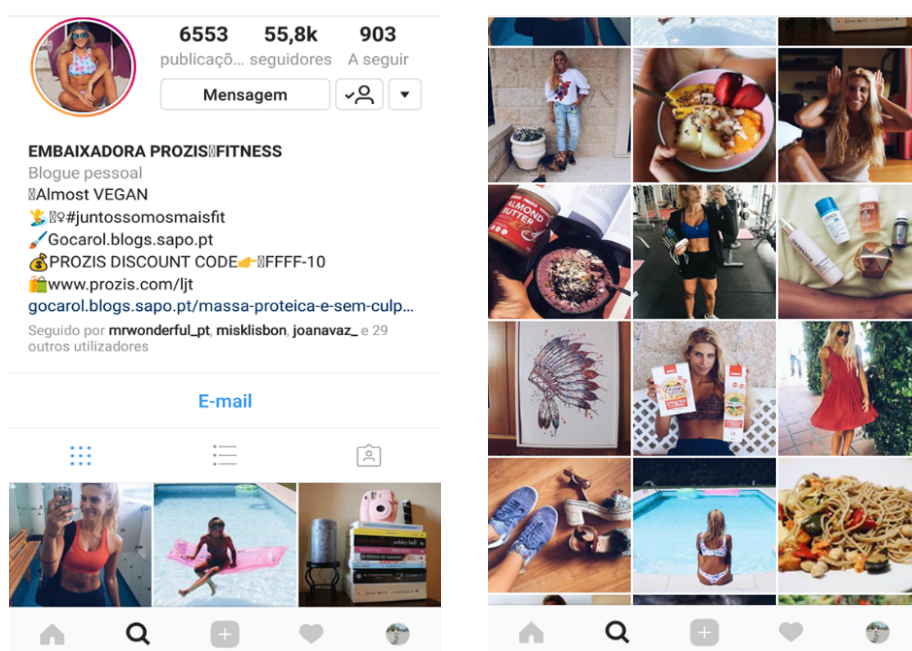 6553 55,8k 903
publicaçõ... seguidores A seguir
Mensagem
EMBAIXADORA PROZIS FITNESS
Blogue pessoal
Almost VEGAN
#juntossomosmaisfit
Gocarol.blogs.sapo.pt
PROZIS DISCOUNT CODE FFFF-10
www.prozis.com/ljt
gocarol.blogs.sapo.pt/massa-proteica-e-sem-culp...
Seguido por mrwonderful_pt, misklisbon, joanavaz_ e 29
outros utilizadores
E-mail
ALMOND
BUTTER